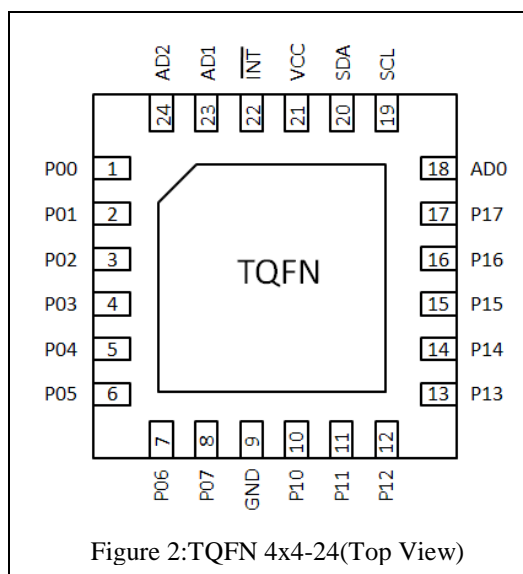 AD2 AD1 INT VCC SDA SCL
24 23 22 21 20 19
P00 1 18 AD0
P01 2 17 P17
P02 3 16 P16
TQFN
P03 4 15 P15
P04 5 14 P14
P05 6 13 P13
7 8 9 10 11 12
P06 P07 GND P10 P11 P12
Figure 2:TQFN 4x4-24(Top View)